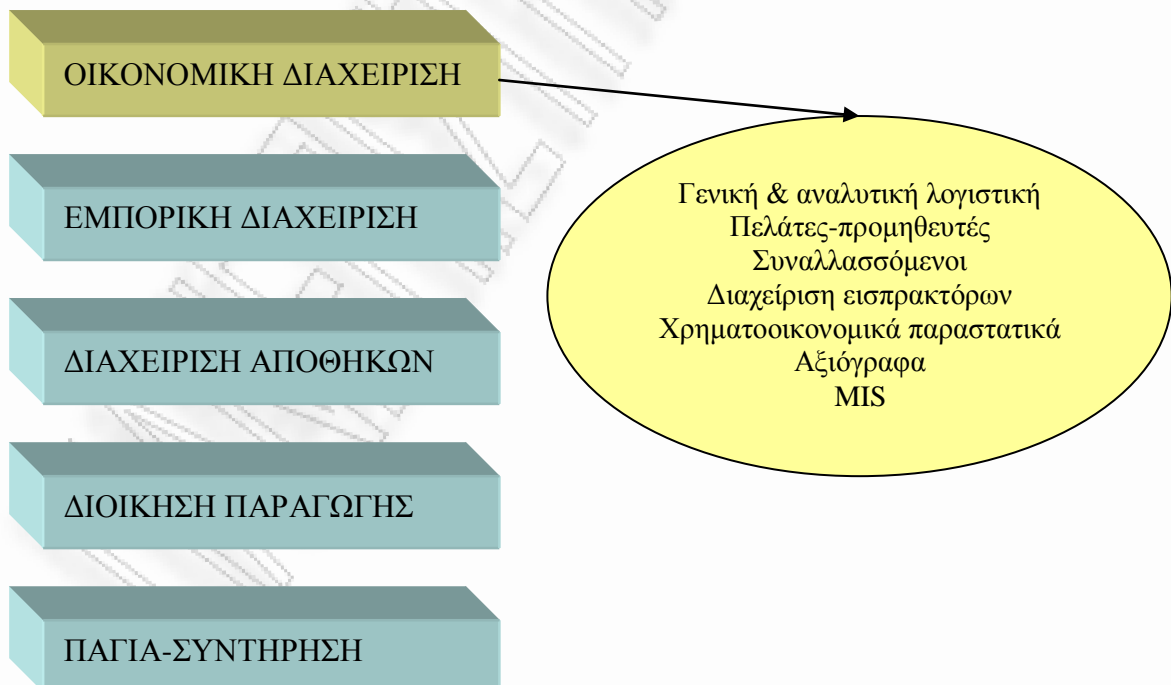 ΟΙΚΟΝΟΜΙΚΗ ΔΙΑΧΕΙΡΙΣΗ
ΕΜΠΟΡΙΚΗ ΔΙΑΧΕΙΡΙΣΗ
ΔΙΑΧΕΙΡΙΣΗ ΑΠΟΘΗΚΩΝ
ΔΙΟΙΚΗΣΗ ΠΑΡΑΓΩΓΗΣ
ΠΑΓΙΑ-ΣΥΝΤΗΡΗΣΗ
Γενική & αναλυτική λογιστική
Πελάτες-προμηθευτές
Συναλλασσόμενοι
Διαχείριση εισπρακτόρων
Χρηματοοικονομικά παραστατικά
Αξιόγραφα
MIS